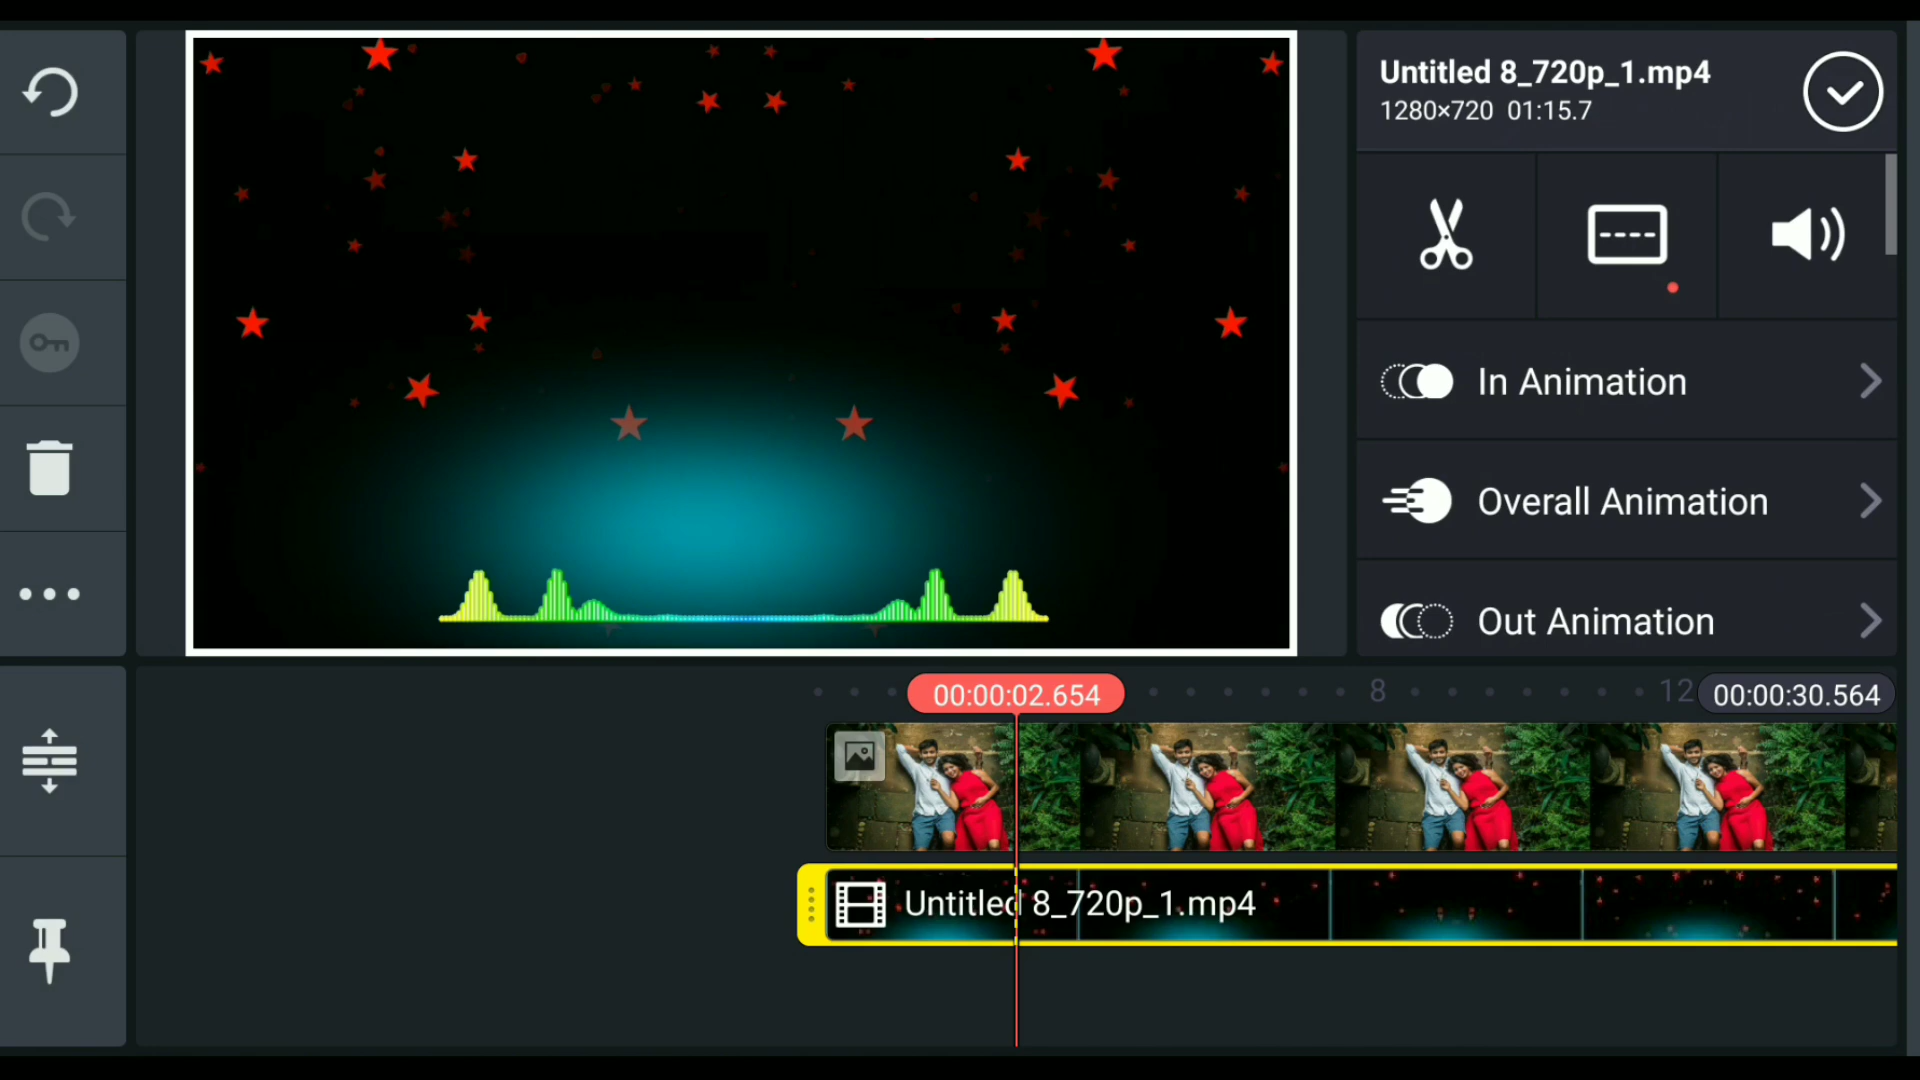 Untitled 8_720p_1.mp4
1280×720 01:15.7
In Animation
Overall Animation
Out Animation
00:00:02.654
8
12
00:00:30.564
Untitled 8_720p_1.mp4